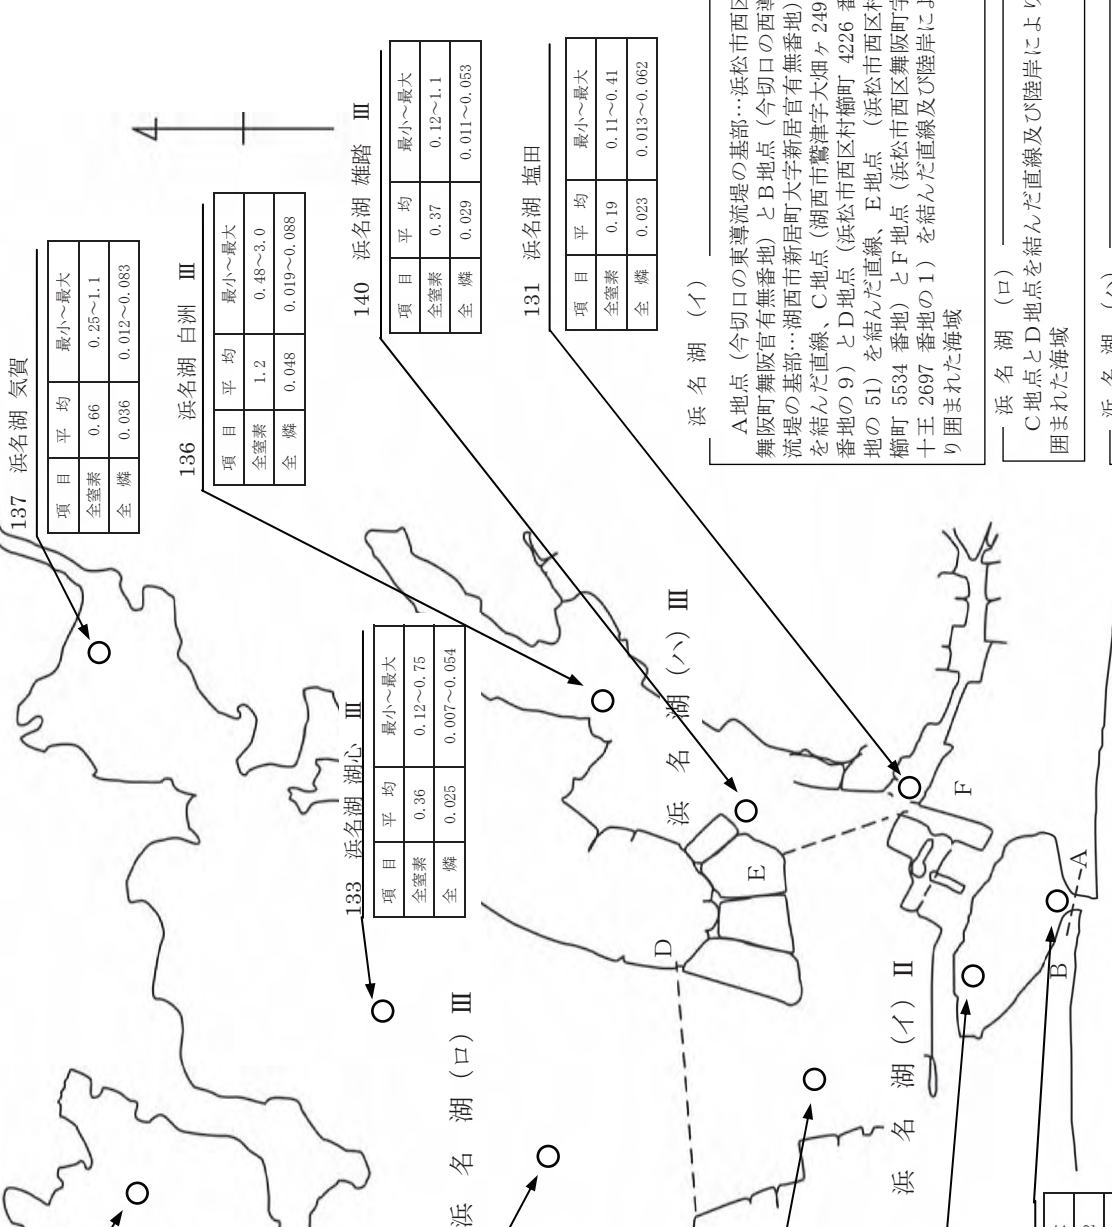 137 浜名湖 気賀
項 目 平 均 最小～最大
全窒素 0.66 0.25～1.1
全 燐 0.036 0.012～0.083
136 浜名湖 白洲 Ⅲ
項 目 平 均 最小～最大
全窒素 1.2 0.48～3.0
全 燐 0.048 0.019～0.088
133 浜名湖 湖心 Ⅲ
項 目 平 均 最小～最大
全窒素 0.36 0.12～0.75
全 燐 0.025 0.007～0.054
140 浜名湖 雄踏 Ⅲ
項 目 平 均 最小～最大
全窒素 0.37 0.12～1.1
全 燐 0.029 0.011～0.053
131 浜名湖 塩田
項 目 平 均 最小～最大
全窒素 0.19 0.11～0.41
全 燐 0.023 0.013～0.062
浜 名 湖 (ロ) Ⅲ
浜 名 湖 (ハ) Ⅲ
浜 名 湖 (イ) Ⅱ
D
E
F
A
B
浜 名 湖 (イ)
A地点（今切口の東導流堤の基部…浜松市西区
舞阪町舞阪官有無番地）とB地点（今切口の西導
流堤の基部…湖西市新居町大字新居官有無番地）
を結んだ直線、C地点（湖西市鷲津字大畑ヶ 249
番地の９）とD地点（浜松市西区村櫛町 4226 番
地の 51）を結んだ直線、E地点 （浜松市西区村
櫛町 5534 番地）とF地点（浜松市西区舞阪町字
十王 2697 番地の１）を結んだ直線及び陸岸によ
り囲まれた海域
浜 名 湖 (ロ)
C地点とD地点を結んだ直線及び陸岸により
囲まれた海域